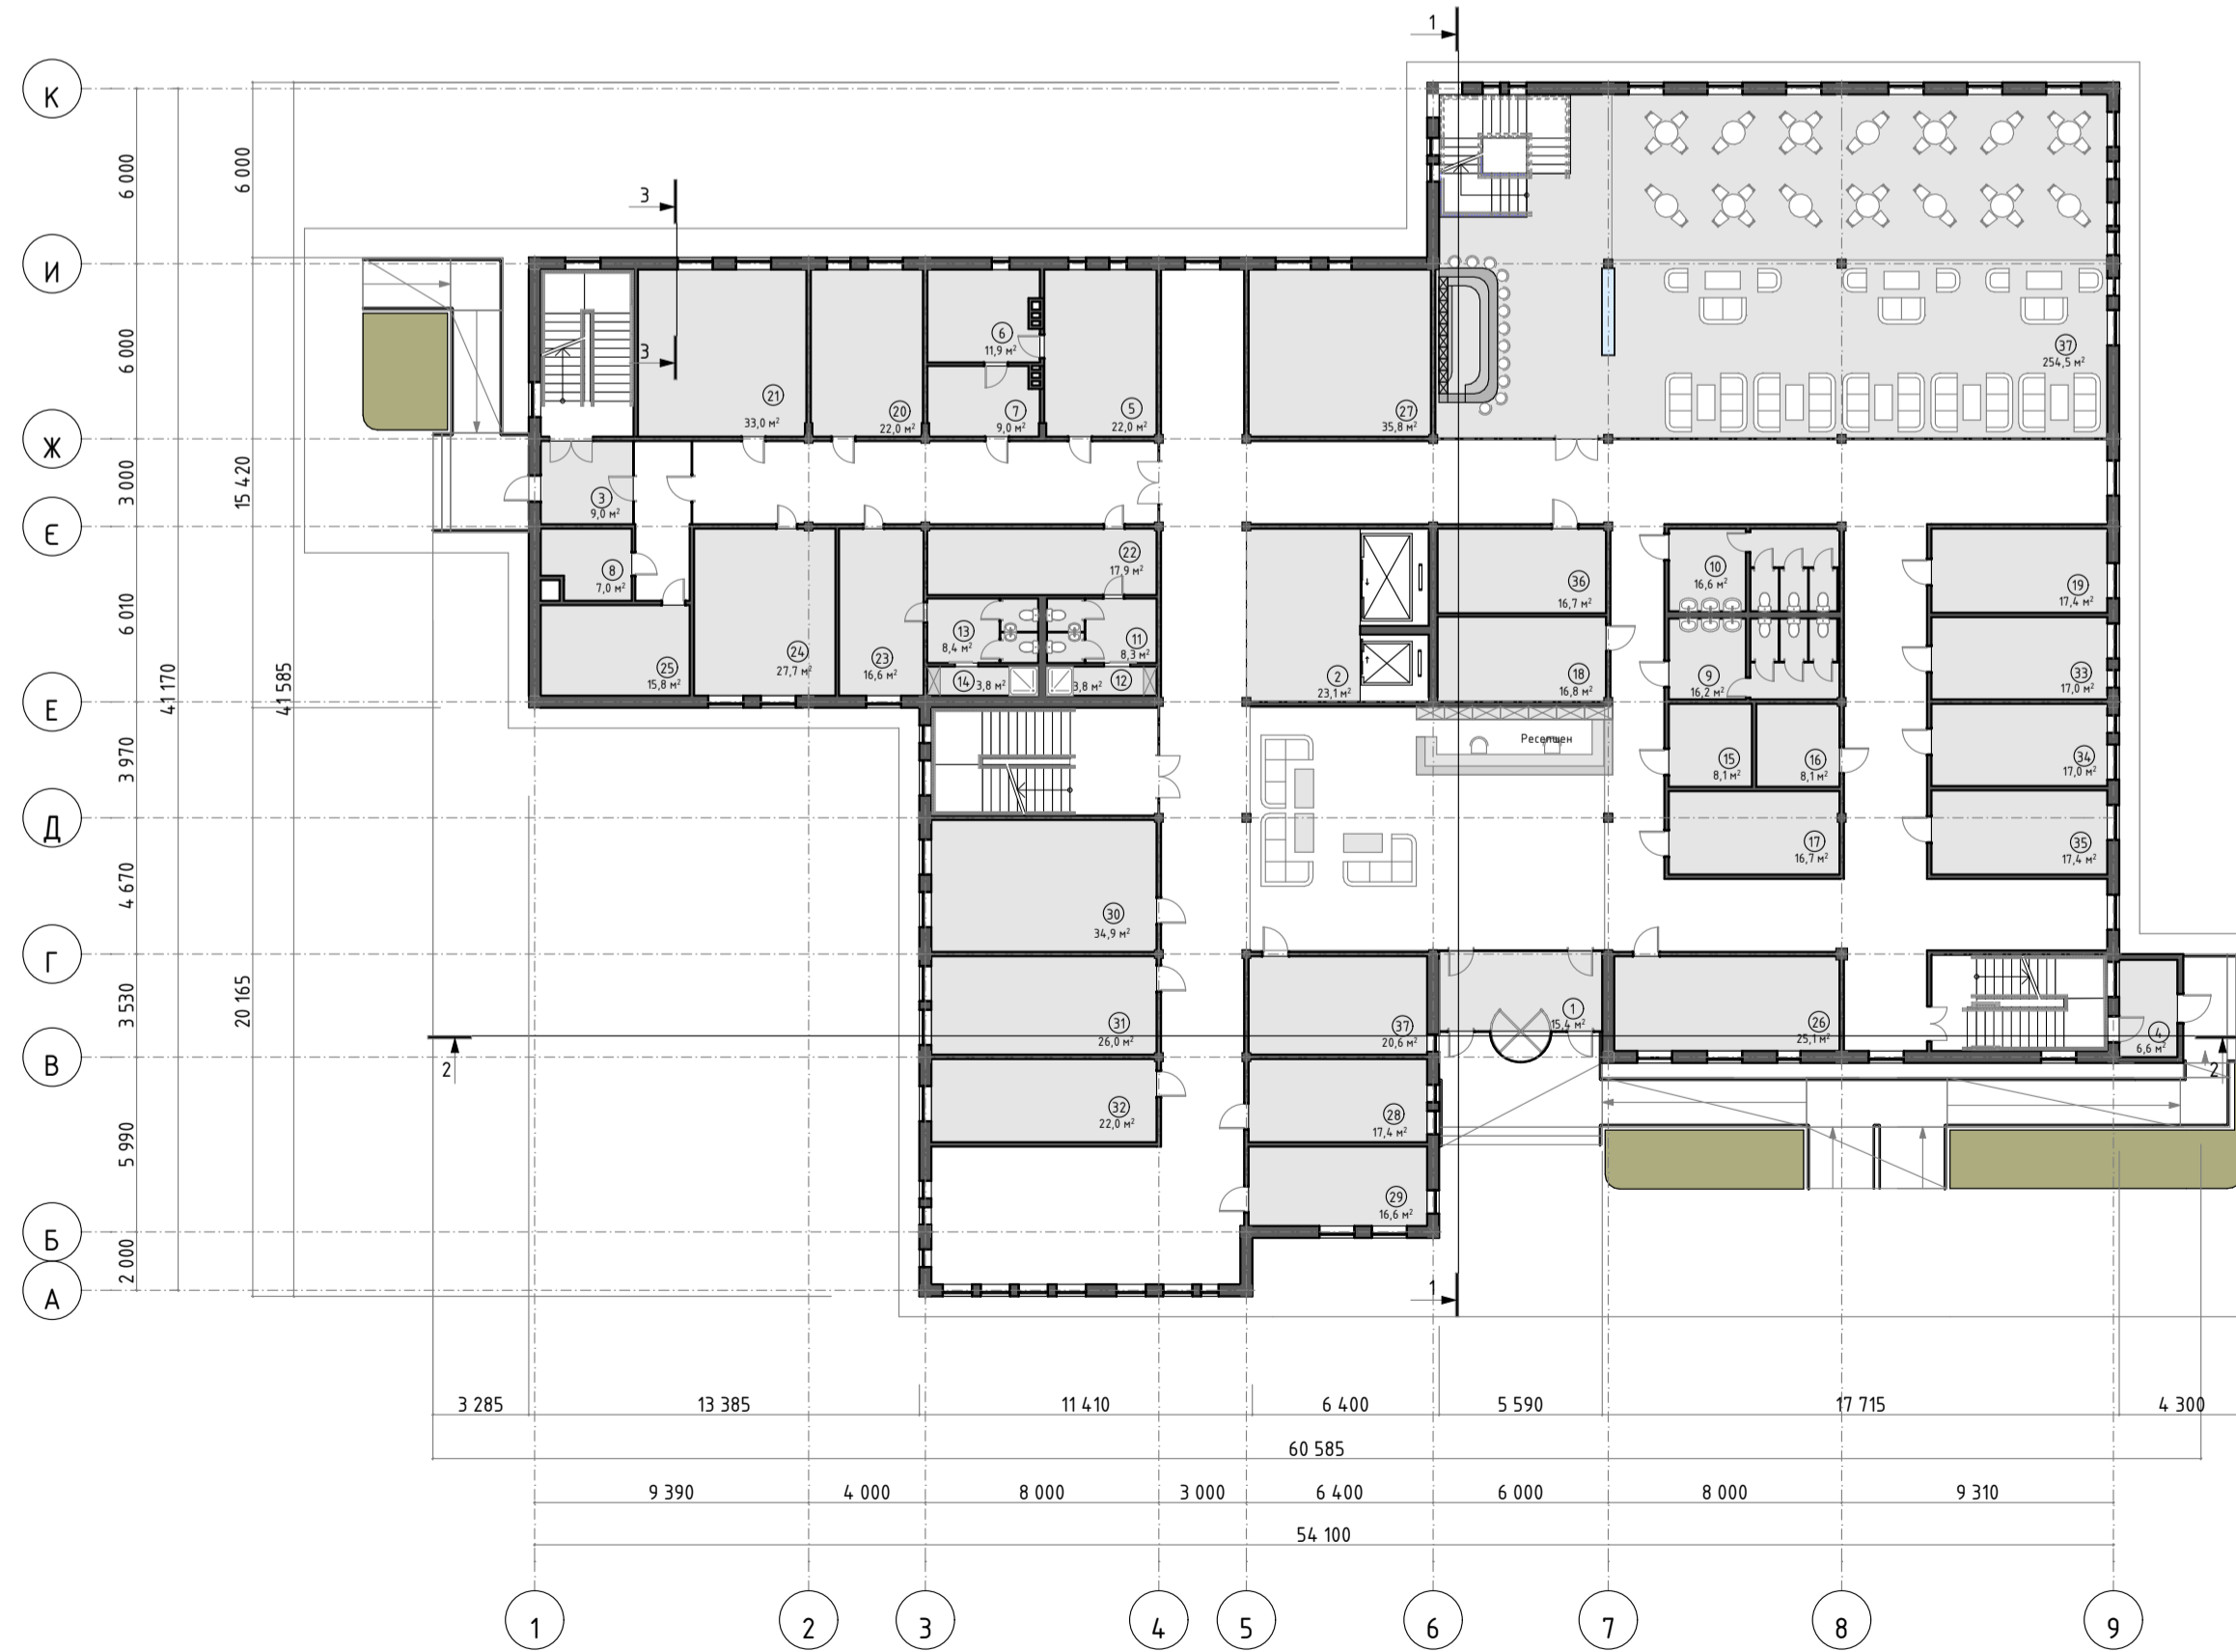 1
К
И
Ж
Є
Е
Д
Г
В
Б
А
6 000
6 000
3 000
6 010
3 970
4 670
3 530
5 990
2 000
41 170
6 000
15 420
20 165
41 585
3
3
21
33,0 м²
20
22,0 м²
6
11,9 м²
7
9,0 м²
5
22,0 м²
27
35,8 м²
37
254,5 м²
3
9,0 м²
8
7,0 м²
25
15,8 м²
24
27,7 м²
23
16,6 м²
22
17,9 м²
13
8,4 м²
11
8,3 м²
14
3,8 м²
3,8 м²
12
2
23,1 м²
36
16,7 м²
18
16,8 м²
10
16,6 м²
9
16,2 м²
19
17,4 м²
33
17,0 м²
Ресепшен
15
8,1 м²
16
8,1 м²
34
17,0 м²
17
16,7 м²
35
17,4 м²
30
34,9 м²
31
26,0 м²
37
20,6 м²
1
15,4 м²
26
25,1 м²
4
6,6 м²
2
2
32
22,0 м²
28
17,4 м²
29
16,6 м²
1
3 285
13 385
11 410
6 400
5 590
17 715
4 300
60 585
9 390
4 000
8 000
3 000
6 400
6 000
8 000
9 310
54 100
1
2
3
4
5
6
7
8
9